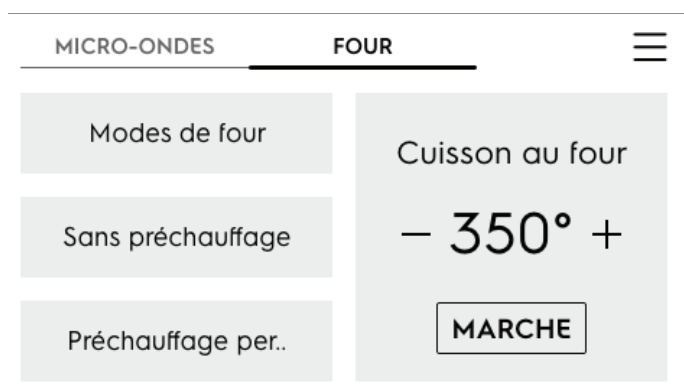 MICRO-ONDES
FOUR
Modes de four
Sans préchauffage
Préchauffage per..
Cuisson au four
– 350° +
MARCHE